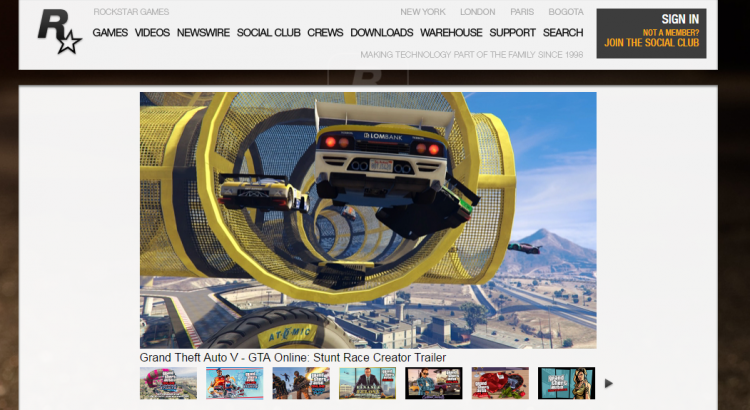 R
ROCKSTAR GAMES
NEW YORK LONDON PARIS BOGOTA
GAMES VIDEOS NEWSWIRE SOCIAL CLUB CREWS DOWNLOADS WAREHOUSE SUPPORT SEARCH
MAKING TECHNOLOGY PART OF THE FAMILY SINCE 1998
SIGN IN
NOT A MEMBER?
JOIN THE SOCIAL CLUB
R
LOMBANK
ATOMIC
Grand Theft Auto V - GTA Online: Stunt Race Creator Trailer